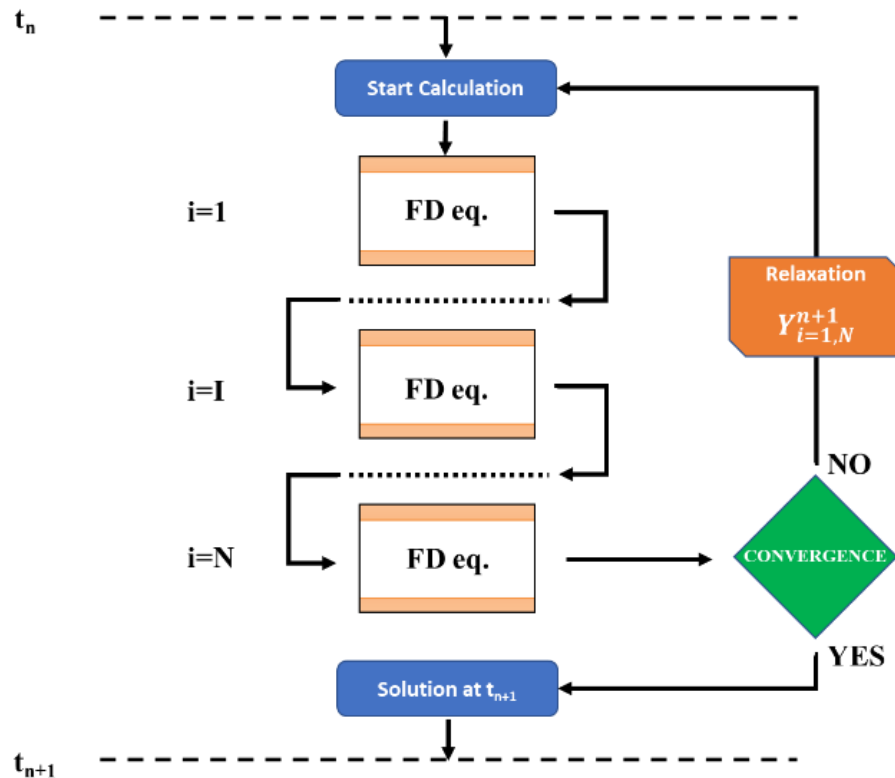 tₙ
Start Calculation
i=1
FD eq.
Relaxation
Y^{n+1}_{i=1,N}
i=I
FD eq.
NO
i=N
FD eq.
CONVERGENCE
YES
Solution at tₙ₊₁
tₙ₊₁